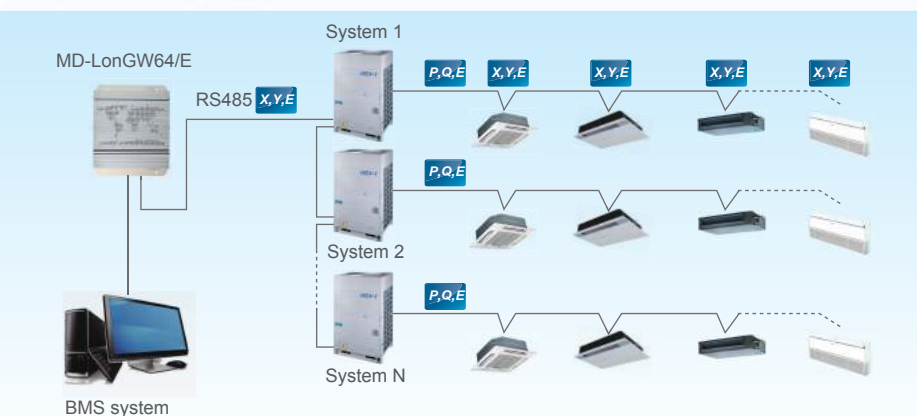 System 1
MD-LonGW64/E
RS485 X,Y,E
P,Q,E X,Y,E X,Y,E X,Y,E X,Y,E
P,Q,E
System 2
P,Q,E
System N
BMS system